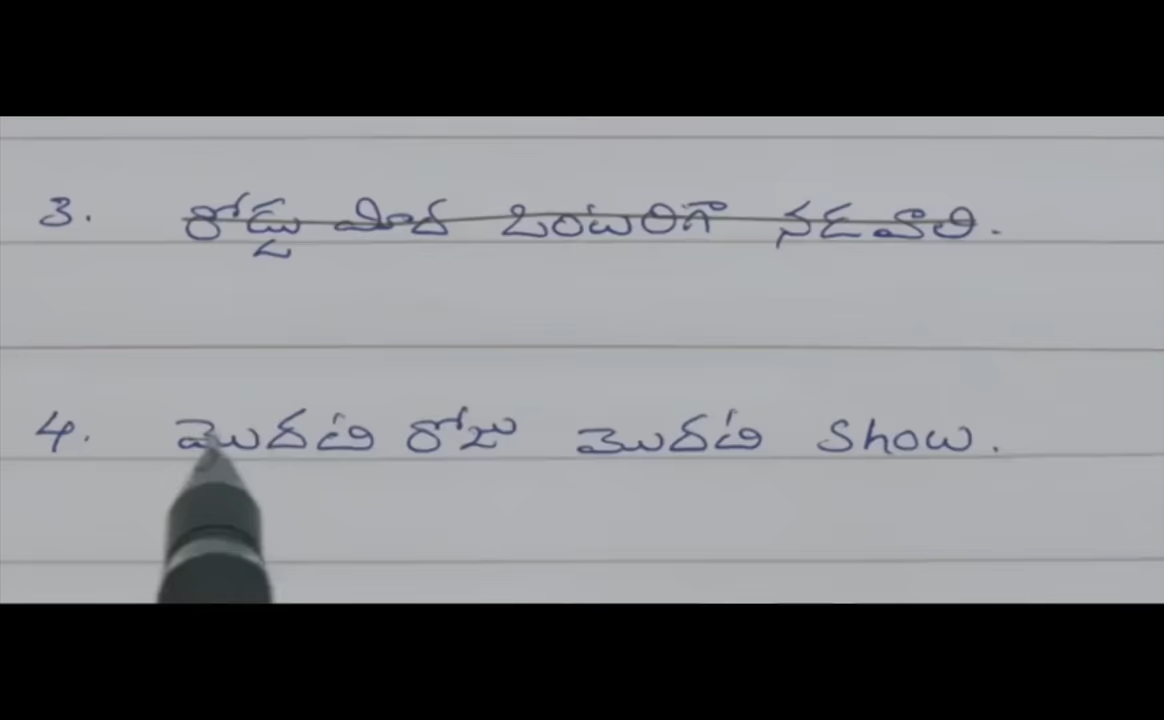 3. రోడ్డు మీద ఒంటరిగా నడవాలి.
4. మొదటి రోజు మొదటి Show.